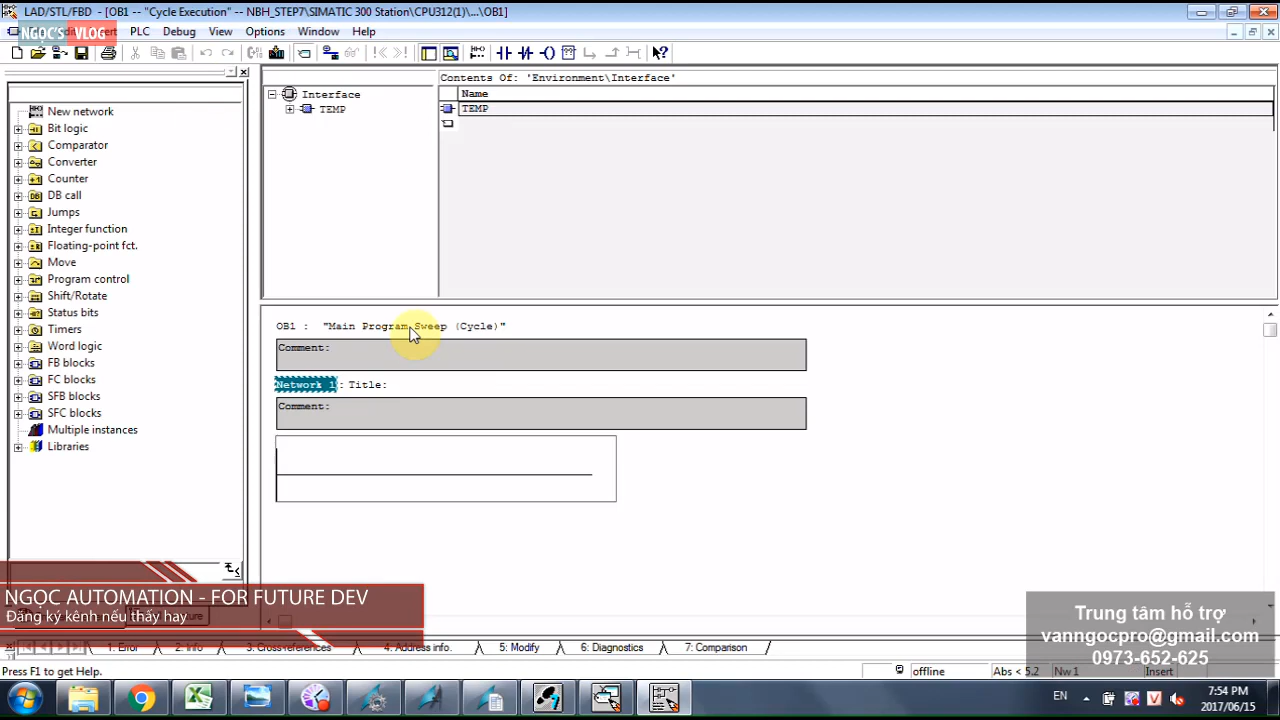 LAD/STL/FBD - [OB1 -- "Cycle Execution" -- NBH_STEP7\SIMATIC 300 Station\CPU312(1)\...\OB1]
NGỌC'S VLOG
PLC Debug View Options Window Help
New network
Bit logic
Comparator
Converter
Counter
DB call
Jumps
Integer function
Floating-point fct.
Move
Program control
Shift/Rotate
Status bits
Timers
Word logic
FB blocks
FC blocks
SFB blocks
SFC blocks
Multiple instances
Libraries
Interface
TEMP
Contents Of: 'Environment\Interface'
Name
TEMP
OB1 : "Main Program Sweep (Cycle)"
Comment:
Network 1: Title:
Comment:
NGỌC AUTOMATION - FOR FUTURE DEV
Đăng ký kênh nếu thấy hay
Trung tâm hỗ trợ
vanngocpro@gmail.com
0973-652-625
1: Error 2: Info 3: Cross-references 4: Address info. 5: Modify 6: Diagnostics 7: Comparison
Press F1 to get Help.
offline
Abs < 5.2
Nw 1
Insert
EN
7:54 PM
2017/06/15